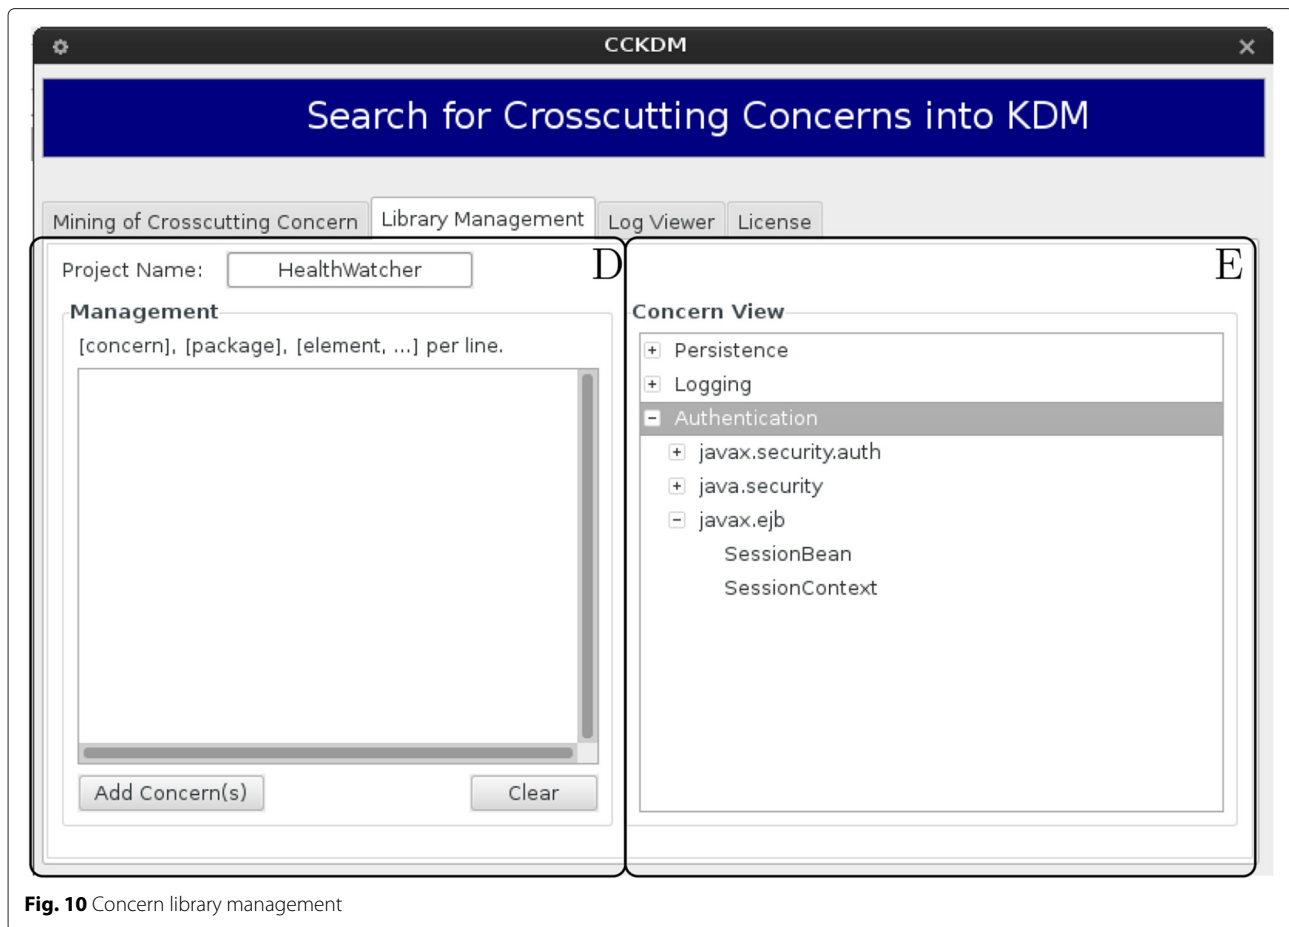 CCKDM
Search for Crosscutting Concerns into KDM
Mining of Crosscutting Concern
Library Management
Log Viewer
License
Project Name:
HealthWatcher
D
Management
[concern], [package], [element, ...] per line.
Add Concern(s)
Clear
E
Concern View
Persistence
Logging
Authentication
javax.security.auth
java.security
javax.ejb
SessionBean
SessionContext
Fig. 10 Concern library management